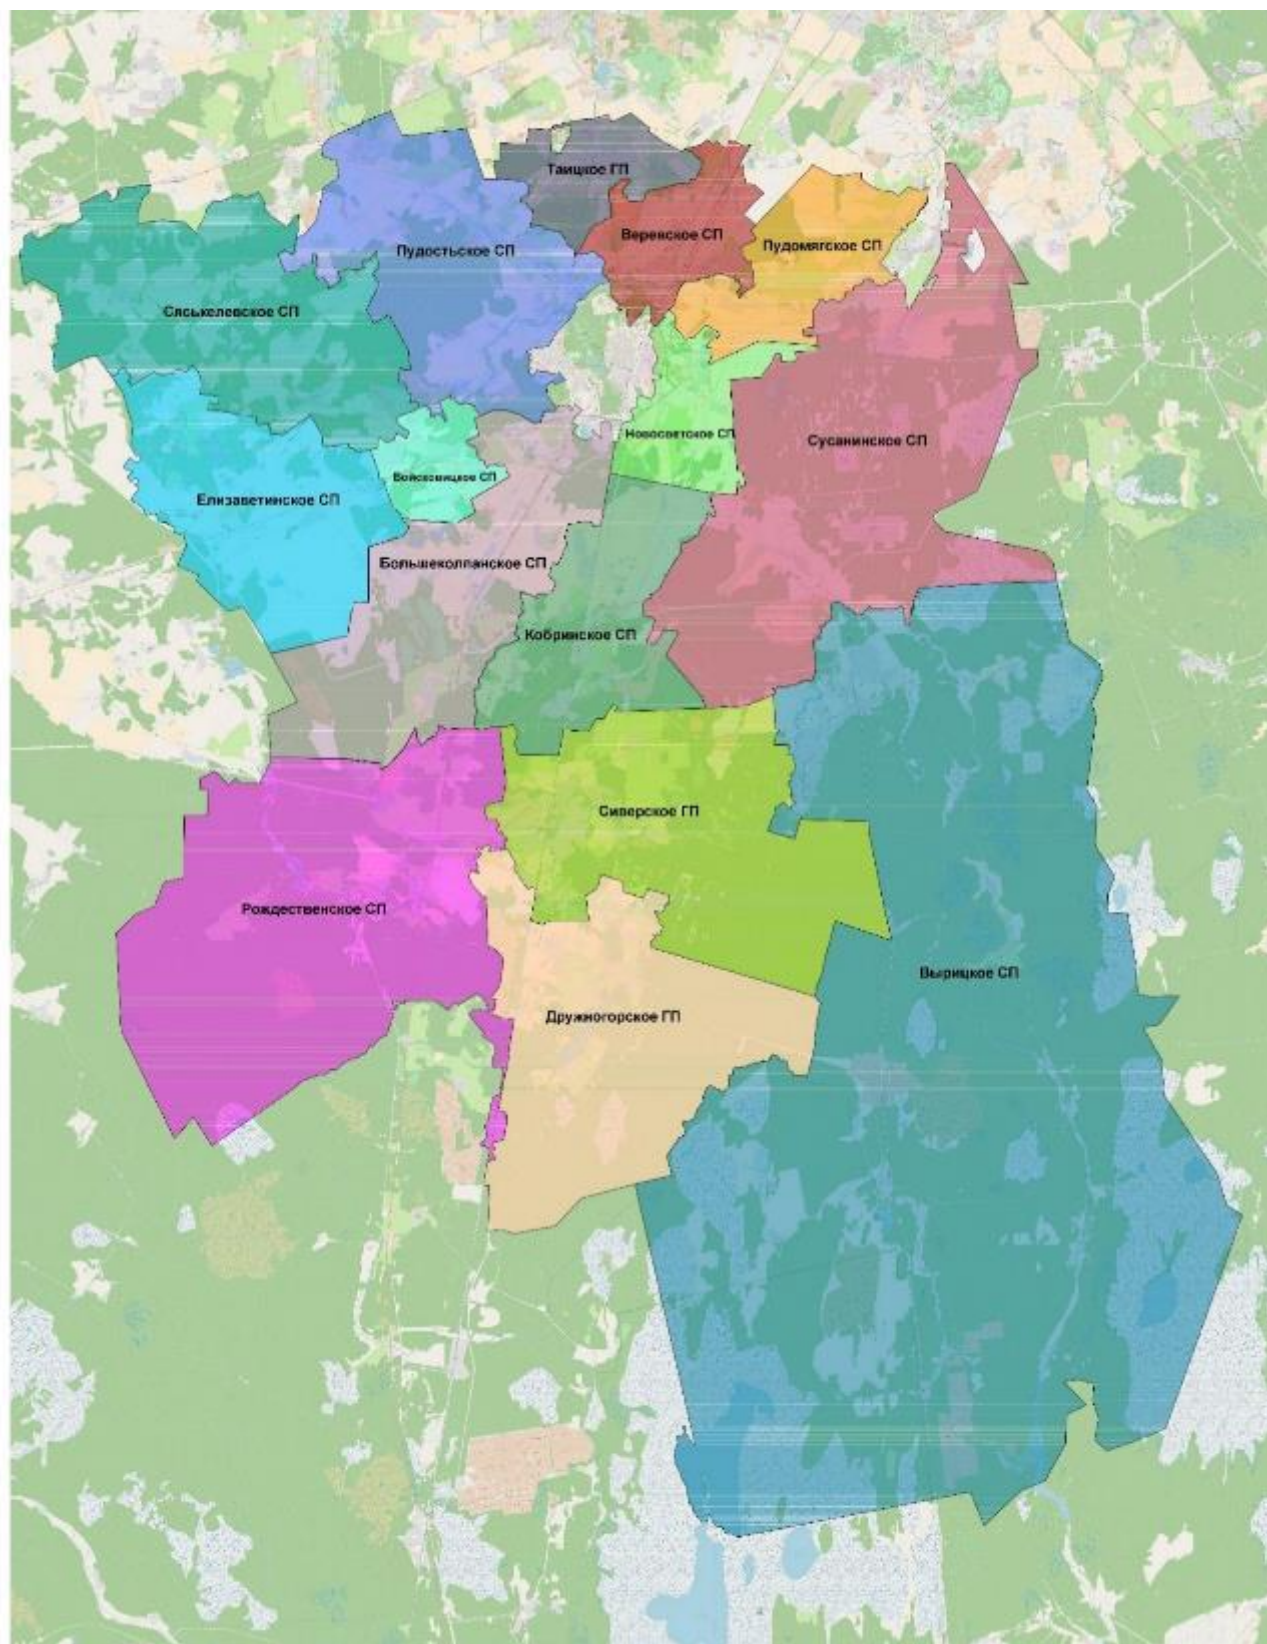 Таицкое ГП
Веревское СП
Пудомягское СП
Пудостьское СП
Сяськелевское СП
Новосветское СП
Сусанинское СП
Войсковицкое СП
Елизаветинское СП
Большеколпанское СП
Кобринское СП
Сиверское ГП
Рождественское СП
Вырицкое СП
Дружногорское ГП